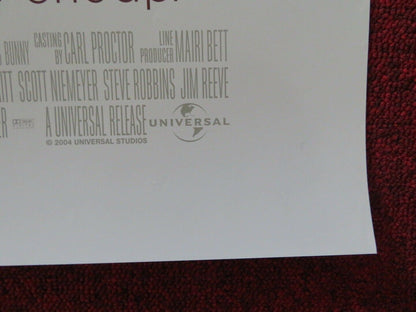 BUNNY CASTING BY CARL PROCTOR LINE PRODUCER MAIRI BETT
SCOTT NIEMEYER STEVE ROBBINS JIM REEVE
A UNIVERSAL RELEASE UNIVERSAL
© 2004 UNIVERSAL STUDIOS